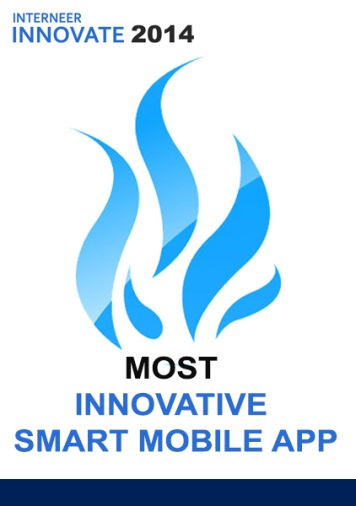 INTERNEER
INNOVATE 2014
MOST
INNOVATIVE
SMART MOBILE APP